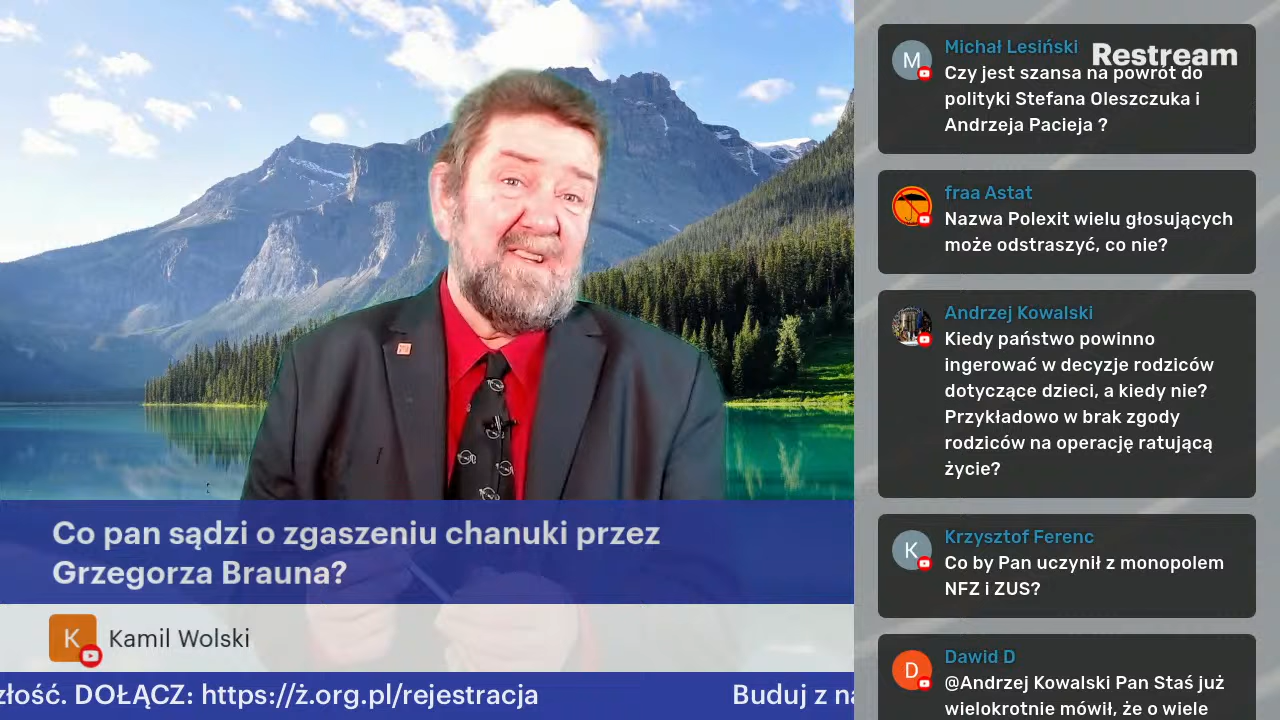 Co pan sądzi o zgaszeniu chanuki przez
Grzegorza Brauna?
K
Kamil Wolski
złość. DOŁĄCZ: https://ż.org.pl/rejestracja
Buduj z na
Restream
M
Michał Lesiński
Czy jest szansa na powrót do
polityki Stefana Oleszczuka i
Andrzeja Pacieja ?
fraa Astat
Nazwa Polexit wielu głosujących
może odstraszyć, co nie?
Andrzej Kowalski
Kiedy państwo powinno
ingerować w decyzje rodziców
dotyczące dzieci, a kiedy nie?
Przykładowo w brak zgody
rodziców na operację ratującą
życie?
K
Krzysztof Ferenc
Co by Pan uczynił z monopolem
NFZ i ZUS?
D
Dawid D
@Andrzej Kowalski Pan Staś już
wielokrotnie mówił, że o wiele